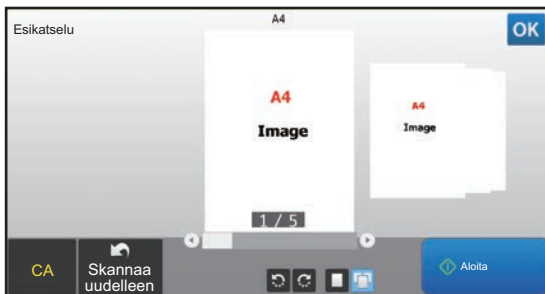 Esikatselu
A4
OK
A4
Image
A4
Image
1 / 5
CA
Skannaa
uudelleen
Aloita